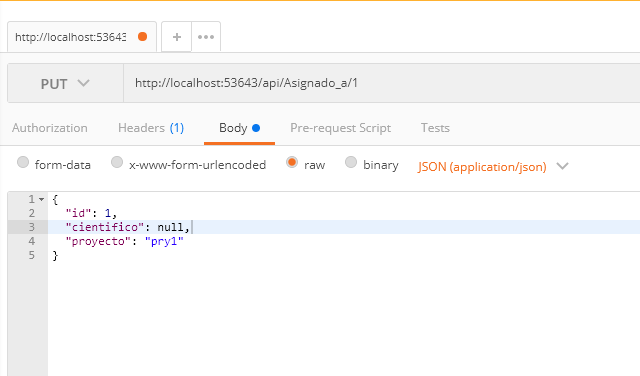 http://localhost:53643
PUT http://localhost:53643/api/Asignado_a/1
Authorization Headers (1) Body Pre-request Script Tests
form-data x-www-form-urlencoded raw binary JSON (application/json)
1 {
2 "id": 1,
3 "cientifico": null,
4 "proyecto": "pry1"
5 }